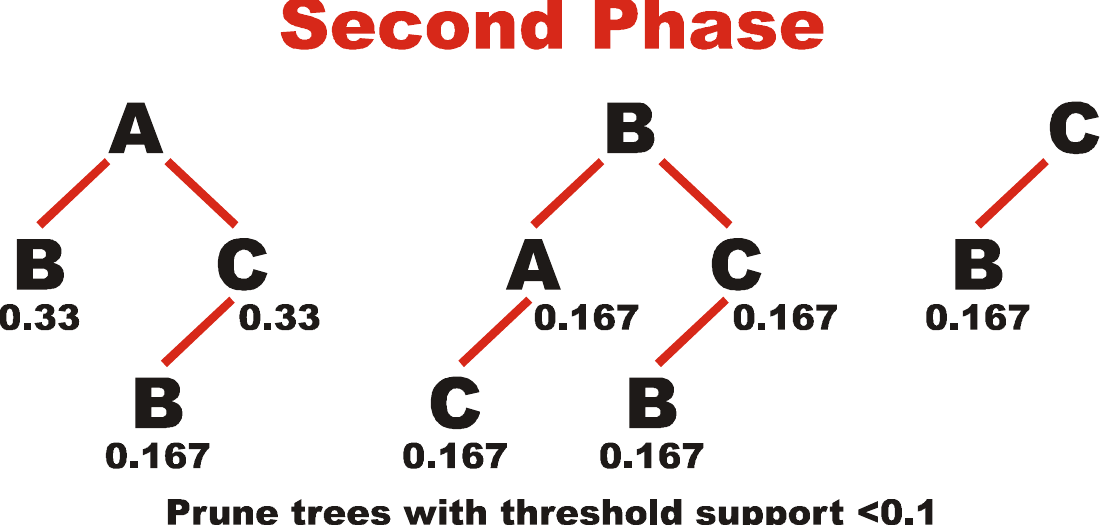 Second Phase
A B C
B C A C B
0.33 0.33 0.167 0.167 0.167
B C B
0.167 0.167 0.167
Prune trees with threshold support <0.1